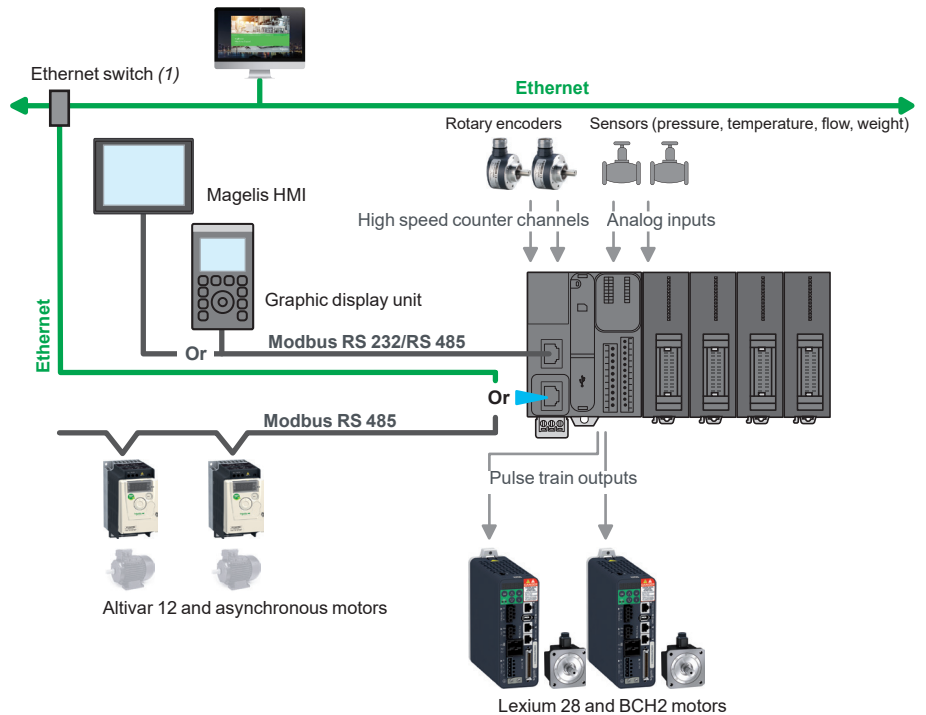 Ethernet switch (1)
Ethernet
Rotary encoders
Sensors (pressure, temperature, flow, weight)
Magelis HMI
High speed counter channels
Analog inputs
Graphic display unit
Ethernet
Modbus RS 232/RS 485
Or
Or
Modbus RS 485
Pulse train outputs
Altivar 12 and asynchronous motors
Lexium 28 and BCH2 motors